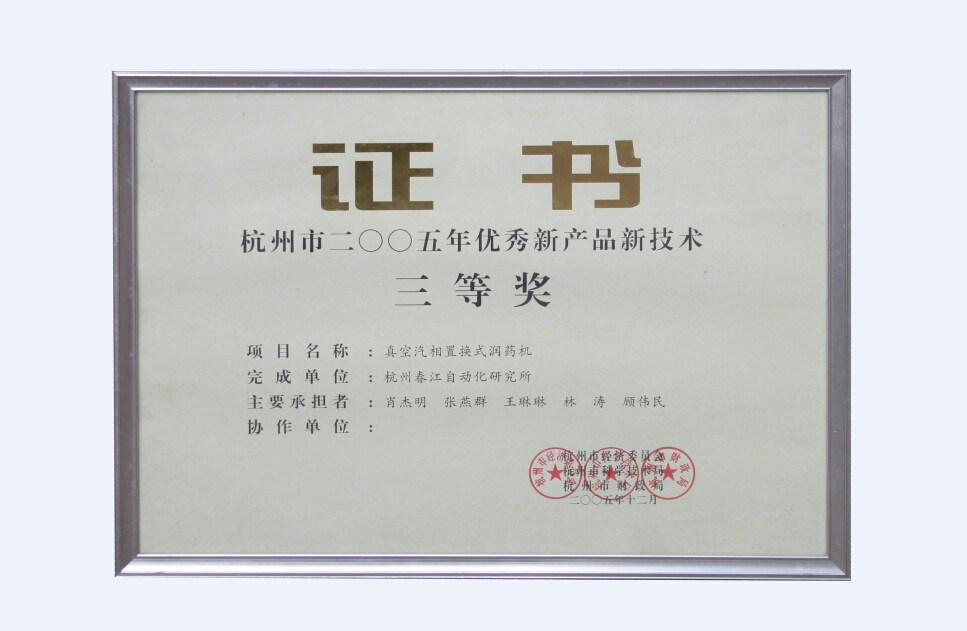 证书
杭州市二〇〇五年优秀新产品新技术
三等奖
项目名称：真空汽相置换式润药机
完成单位：杭州春江自动化研究所
主要承担者：肖杰明 张燕群 王琳琳 林涛 顾伟民
协作单位：
杭州市经济委员会
杭州市科学技术局
杭州市财政局
二〇〇五年十二月